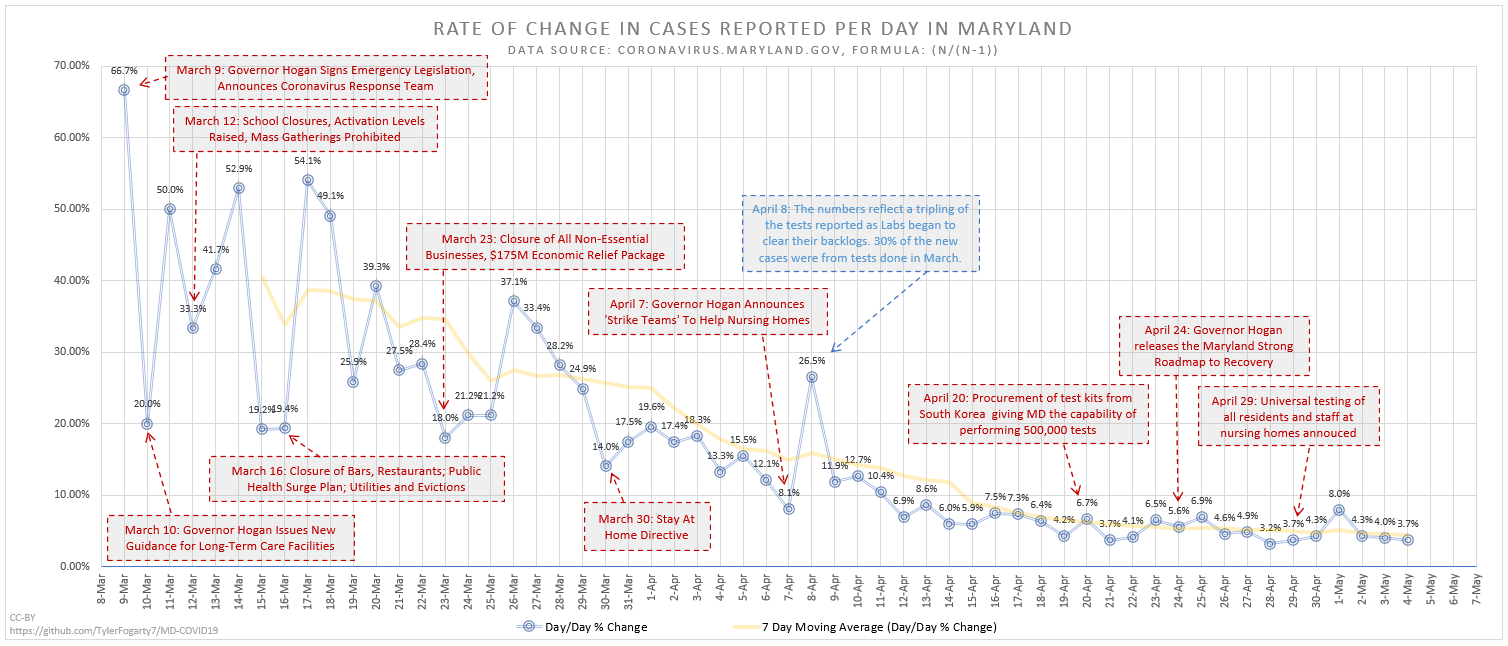 RATE OF CHANGE IN CASES REPORTED PER DAY IN MARYLAND
DATA SOURCE: CORONAVIRUS.MARYLAND.GOV, FORMULA: (N/(N-1))
70.00%
60.00%
50.00%
40.00%
30.00%
20.00%
10.00%
0.00%
March 9: Governor Hogan Signs Emergency Legislation,
Announces Coronavirus Response Team
March 12: School Closures, Activation Levels
Raised, Mass Gatherings Prohibited
March 23: Closure of All Non-Essential
Businesses, $175M Economic Relief Package
April 8: The numbers reflect a tripling of
the tests reported as Labs began to
clear their backlogs. 30% of the new
cases were from tests done in March.
April 7: Governor Hogan Announces
'Strike Teams' To Help Nursing Homes
April 24: Governor Hogan
releases the Maryland Strong
Roadmap to Recovery
April 20: Procurement of test kits from
South Korea giving MD the capability of
performing 500,000 tests
April 29: Universal testing of
all residents and staff at
nursing homes annouced
March 16: Closure of Bars, Restaurants; Public
Health Surge Plan; Utilities and Evictions
March 10: Governor Hogan Issues New
Guidance for Long-Term Care Facilities
March 30: Stay At
Home Directive
66.7%
20.0%
50.0%
33.3%
41.7%
52.9%
19.2%
19.4%
54.1%
49.1%
25.9%
39.3%
27.5%
28.4%
18.0%
21.2%
21.2%
37.1%
33.4%
28.2%
24.9%
14.0%
17.5%
19.6%
17.4%
18.3%
13.3%
15.5%
12.1%
8.1%
26.5%
11.9%
12.7%
10.4%
6.9%
8.6%
6.0%
5.9%
7.5%
7.3%
6.4%
4.2%
6.7%
3.7%
4.1%
6.5%
5.6%
6.9%
4.6%
4.9%
3.2%
3.7%
4.3%
8.0%
4.3%
4.0%
3.7%
8-Mar
9-Mar
10-Mar
11-Mar
12-Mar
13-Mar
14-Mar
15-Mar
16-Mar
17-Mar
18-Mar
19-Mar
20-Mar
21-Mar
22-Mar
23-Mar
24-Mar
25-Mar
26-Mar
27-Mar
28-Mar
29-Mar
30-Mar
31-Mar
1-Apr
2-Apr
3-Apr
4-Apr
5-Apr
6-Apr
7-Apr
8-Apr
9-Apr
10-Apr
11-Apr
12-Apr
13-Apr
14-Apr
15-Apr
16-Apr
17-Apr
18-Apr
19-Apr
20-Apr
21-Apr
22-Apr
23-Apr
24-Apr
25-Apr
26-Apr
27-Apr
28-Apr
29-Apr
30-Apr
1-May
2-May
3-May
4-May
5-May
6-May
7-May
CC-BY
https://github.com/TylerFogarty7/MD-COVID19
Day/Day % Change
7 Day Moving Average (Day/Day % Change)